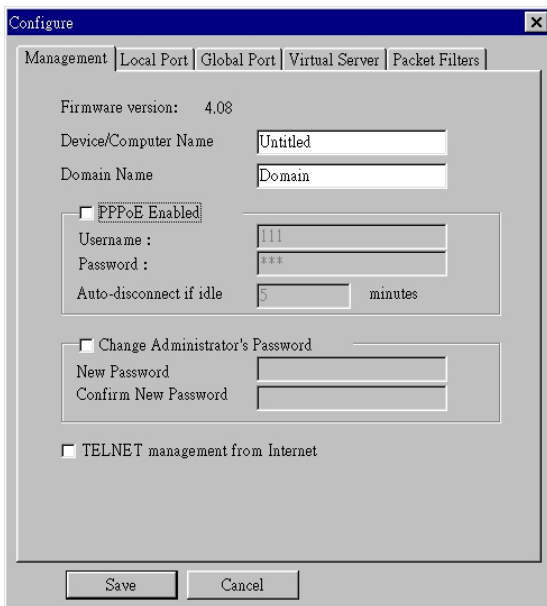 Configure
Management Local Port Global Port Virtual Server Packet Filters
Firmware version: 4.08
Device/Computer Name Untitled
Domain Name Domain
PPPoE Enabled
Username : 111
Password : ***
Auto-disconnect if idle 5 minutes
Change Administrator's Password
New Password
Confirm New Password
TELNET management from Internet
Save Cancel